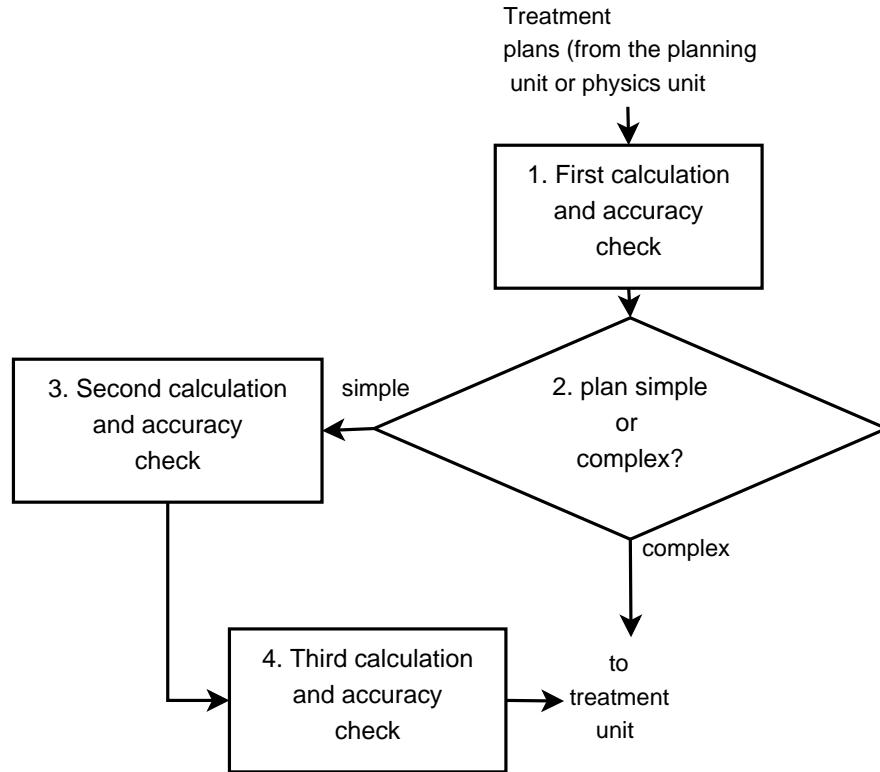 Treatment
plans (from the planning
unit or physics unit
1. First calculation
and accuracy
check
2. plan simple
or
complex?
simple
3. Second calculation
and accuracy
check
complex
4. Third calculation
and accuracy
check
to
treatment
unit